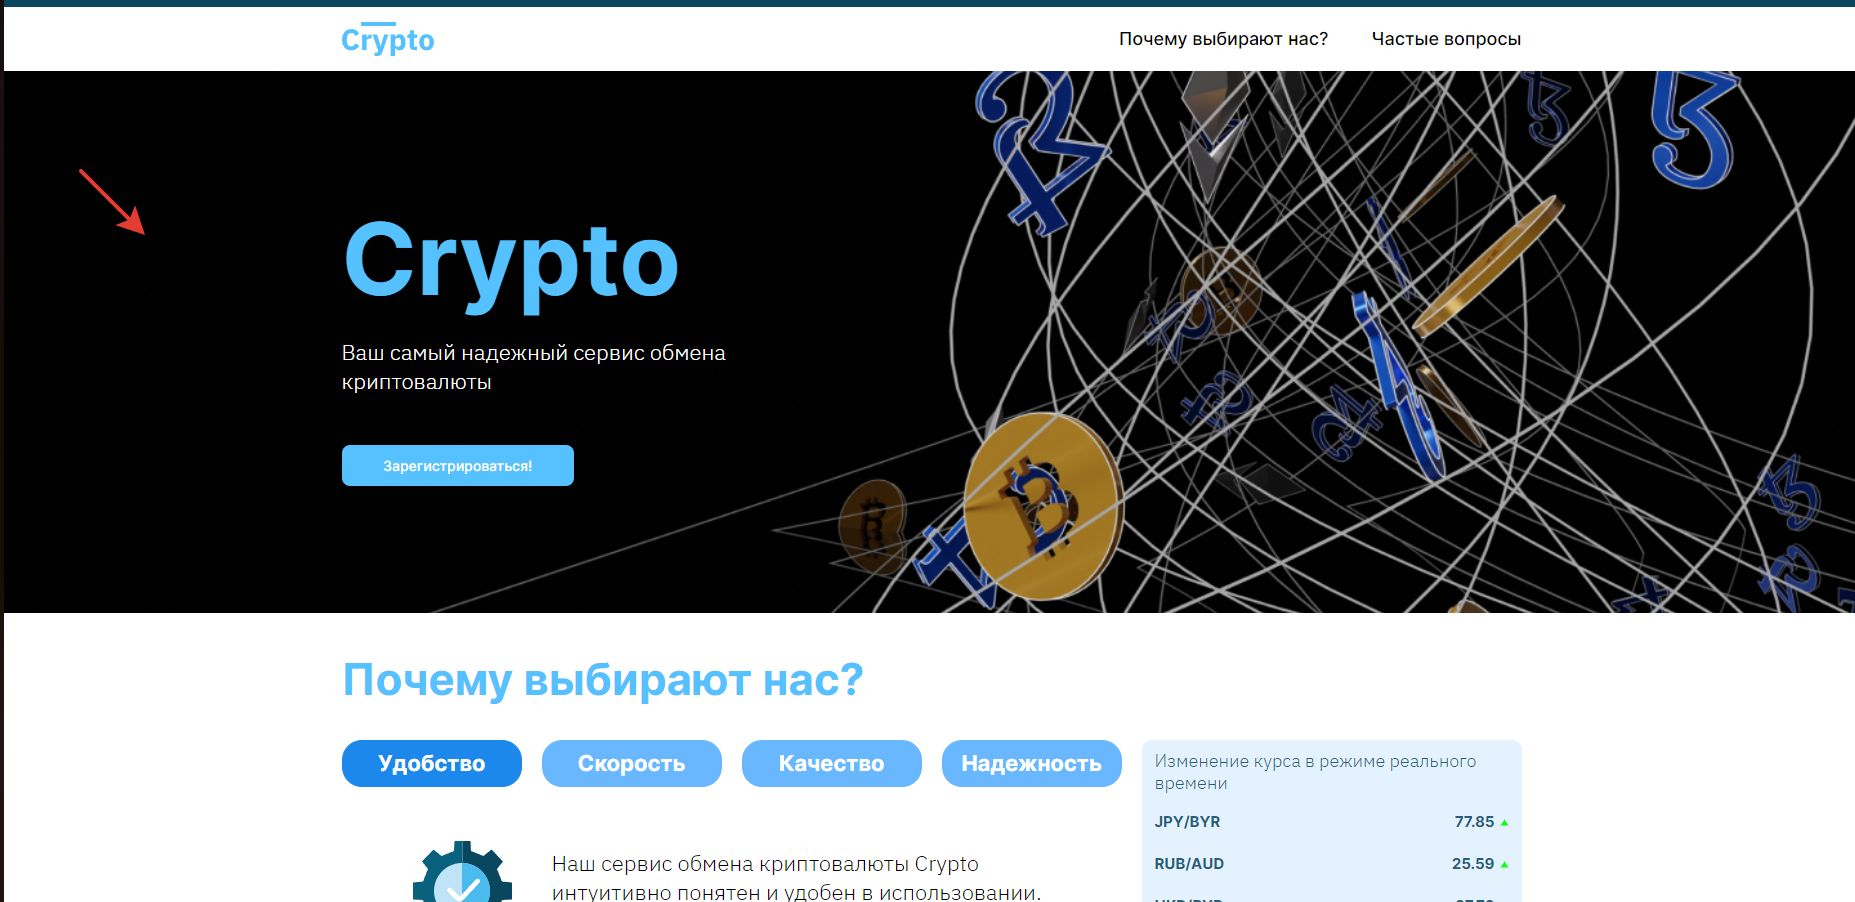 Crypto
Почему выбирают нас?
Частые вопросы
Crypto
Ваш самый надежный сервис обмена
криптовалюты
Зарегистрироваться!
Почему выбирают нас?
Удобство
Скорость
Качество
Надежность
Изменение курса в режиме реального
времени
JPY/BYR 77.85
RUB/AUD 25.59
Наш сервис обмена криптовалюты Crypto
интуитивно понятен и удобен в использовании.